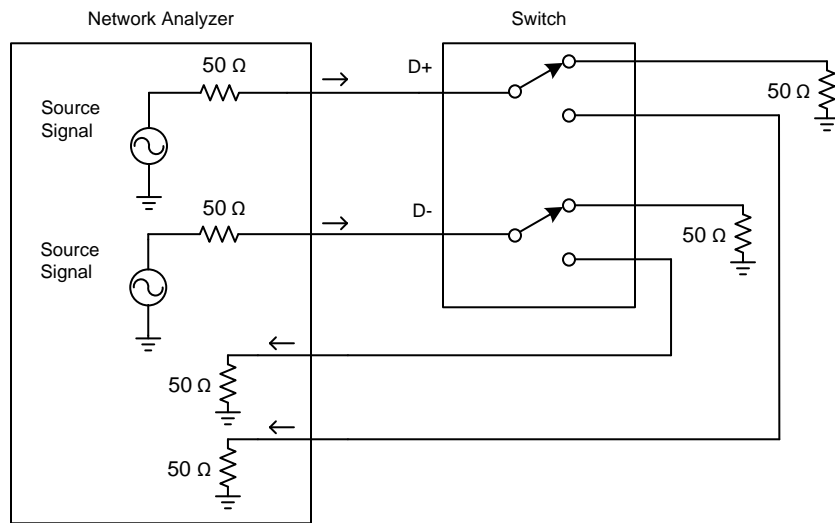 Network Analyzer
Switch
50 Ω
D+
Source
Signal
50 Ω
50 Ω
D-
Source
Signal
50 Ω
50 Ω
50 Ω